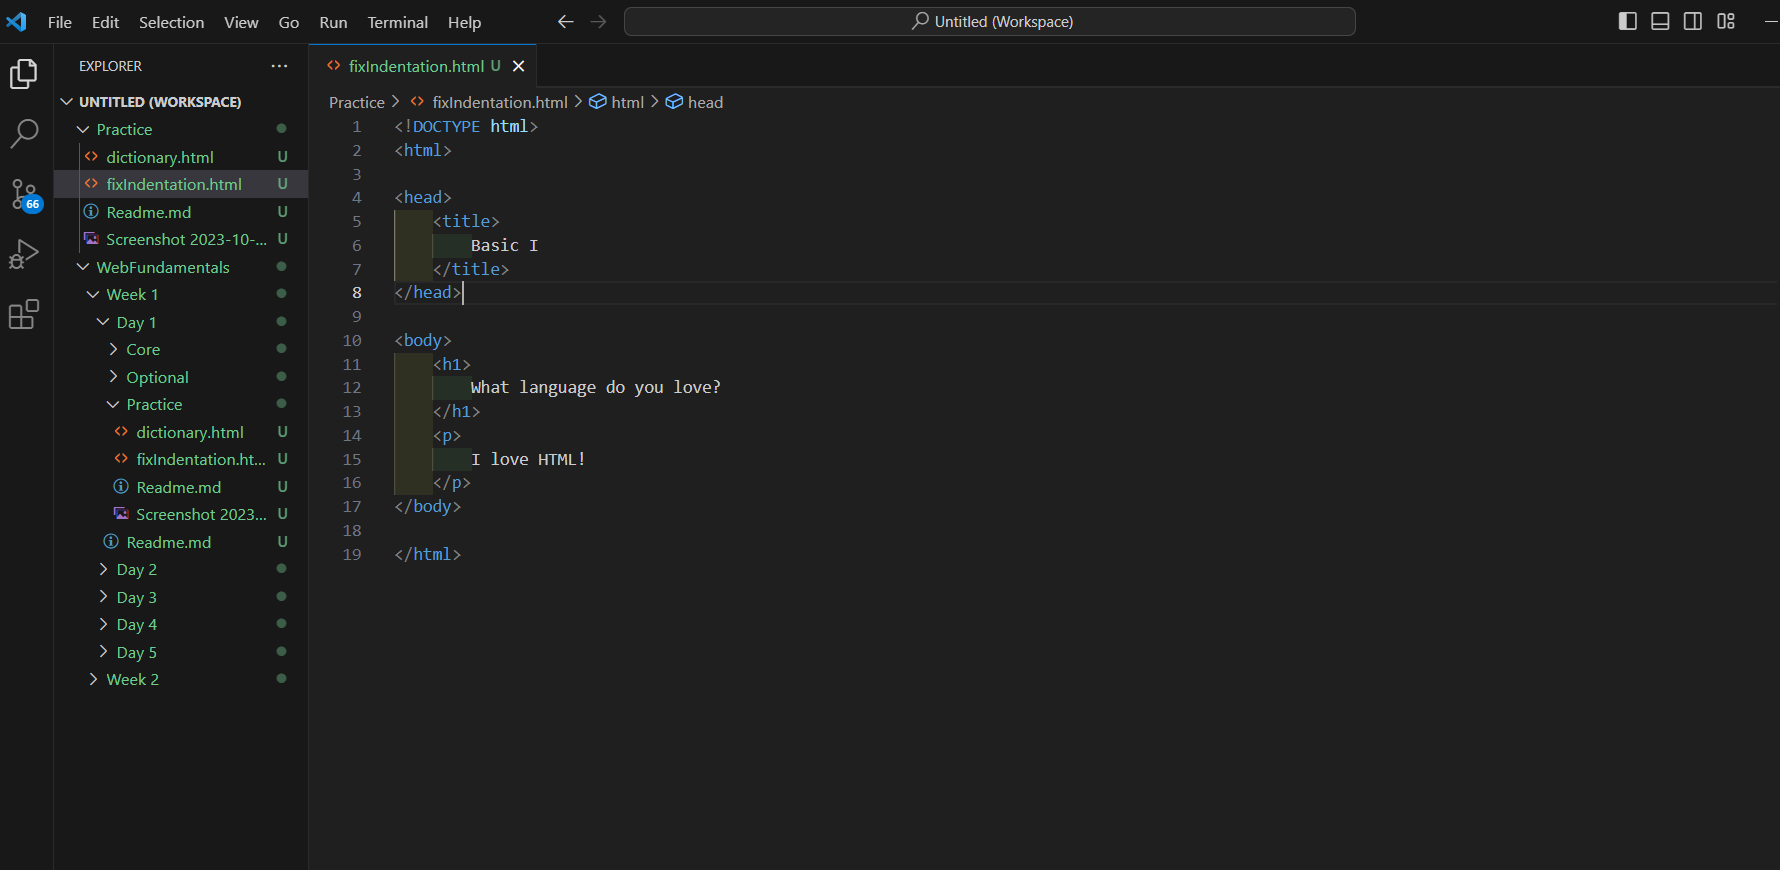 File Edit Selection View Go Run Terminal Help
Untitled (Workspace)
EXPLORER
UNTITLED (WORKSPACE)
Practice
dictionary.html U
fixIndentation.html U
Readme.md U
Screenshot 2023-10-... U
WebFundamentals
Week 1
Day 1
Core
Optional
Practice
dictionary.html U
fixIndentation.ht... U
Readme.md U
Screenshot 2023... U
Readme.md U
Day 2
Day 3
Day 4
Day 5
Week 2
66
fixIndentation.html U
Practice > fixIndentation.html > html > head
1 <!DOCTYPE html>
2 <html>
3
4 <head>
5 <title>
6 Basic I
7 </title>
8 </head>
9
10 <body>
11 <h1>
12 What language do you love?
13 </h1>
14 <p>
15 I love HTML!
16 </p>
17 </body>
18
19 </html>